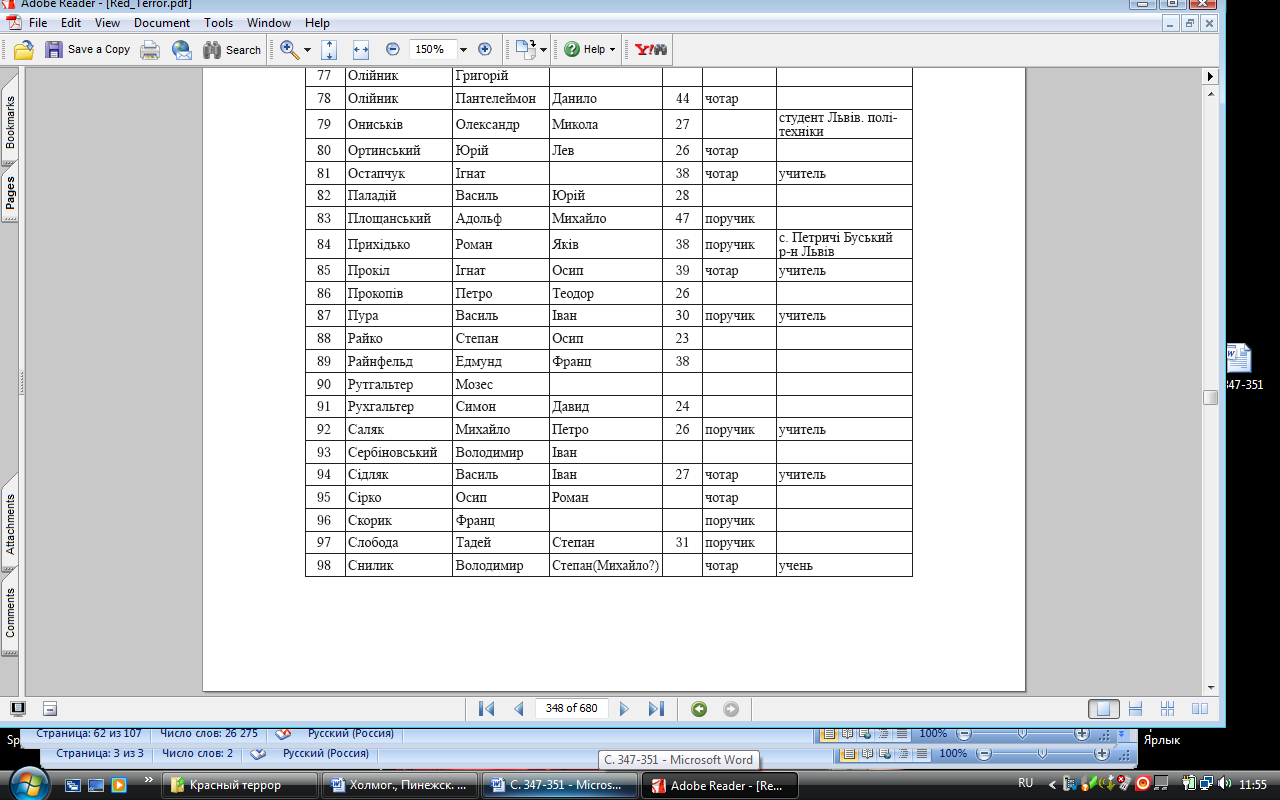 Adobe Reader - [Red_Terror.pdf]
File Edit View Document Tools Window Help
Save a Copy Search 150% Help Y!
Bookmarks
Pages
Attachments
Comments
77 Олійник Григорій
78 Олійник Пантелеймон Данило 44 чотар
79 Ониськів Олександр Микола 27 студент Львів. полі-
техніки
80 Ортинський Юрій Лев 26 чотар
81 Остапчук Ігнат 38 чотар учитель
82 Паладій Василь Юрій 28
83 Площанський Адольф Михайло 47 поручик
84 Прихідько Роман Яків 38 поручик с. Петричі Буський
р-н Львів
85 Прокіл Ігнат Осип 39 чотар учитель
86 Прокопів Петро Теодор 26
87 Пура Василь Іван 30 поручик учитель
88 Райко Степан Осип 23
89 Райнфельд Едмунд Франц 38
90 Рутгальтер Мозес
91 Рухгальтер Симон Давид 24
92 Саляк Михайло Петро 26 поручик учитель
93 Сербіновський Володимир Іван
94 Сідляк Василь Іван 27 чотар учитель
95 Сірко Осип Роман чотар
96 Скорик Франц поручик
97 Слобода Тадей Степан 31 поручик
98 Снилик Володимир Степан(Михайло?) чотар учень
347-351
348 of 680
Sp Страница: 62 из 107 Число слов: 26 275 Русский (Россия) 100% Ярлык
Страница: 3 из 3 Число слов: 2 Русский (Россия) 100%
С. 347-351 - Microsoft Word
Красный террор Холмог., Пинежск. ... С. 347-351 - Micros... Adobe Reader - [Re... RU 11:55